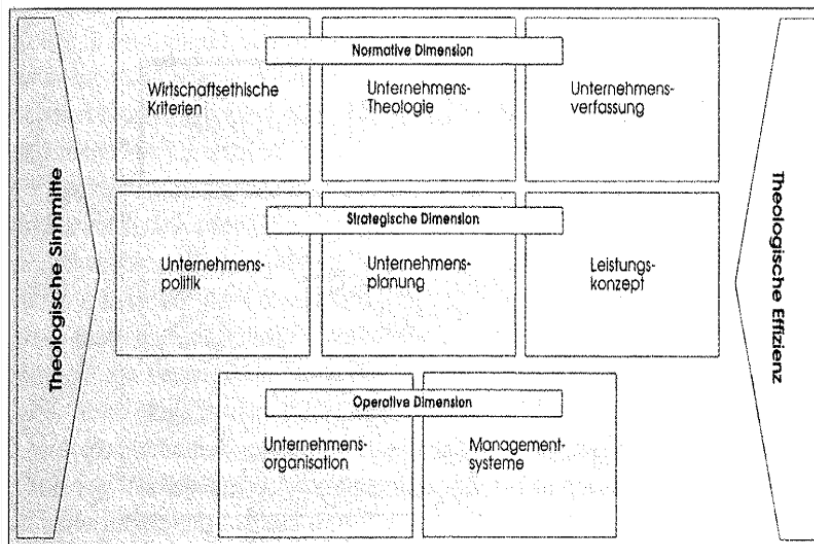 Theologische Sinnmitte
Normative Dimension
Wirtschaftsethische
Kriterien
Unternehmens-
Theologie
Unternehmens-
verfassung
Strategische Dimension
Unternehmens-
politik
Unternehmens-
planung
Leistungs-
konzept
Operative Dimension
Unternehmens-
organisation
Management-
systeme
Theologische Effizienz